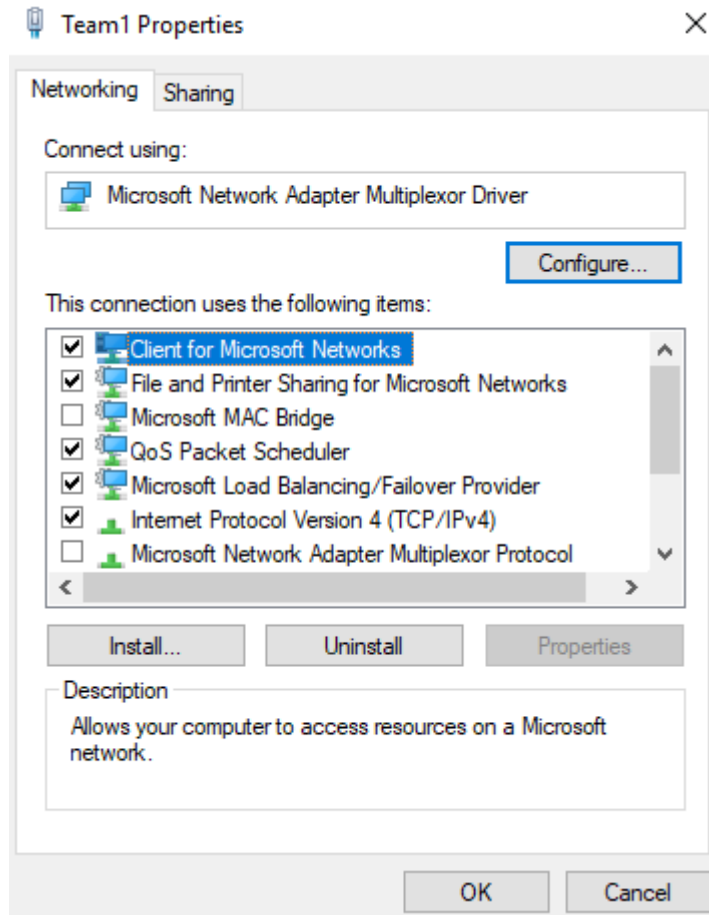 Team1 Properties
Networking
Sharing
Connect using:
Microsoft Network Adapter Multiplexor Driver
Configure...
This connection uses the following items:
Client for Microsoft Networks
File and Printer Sharing for Microsoft Networks
Microsoft MAC Bridge
QoS Packet Scheduler
Microsoft Load Balancing/Failover Provider
Internet Protocol Version 4 (TCP/IPv4)
Microsoft Network Adapter Multiplexor Protocol
Install...
Uninstall
Properties
Description
Allows your computer to access resources on a Microsoft
network.
OK
Cancel